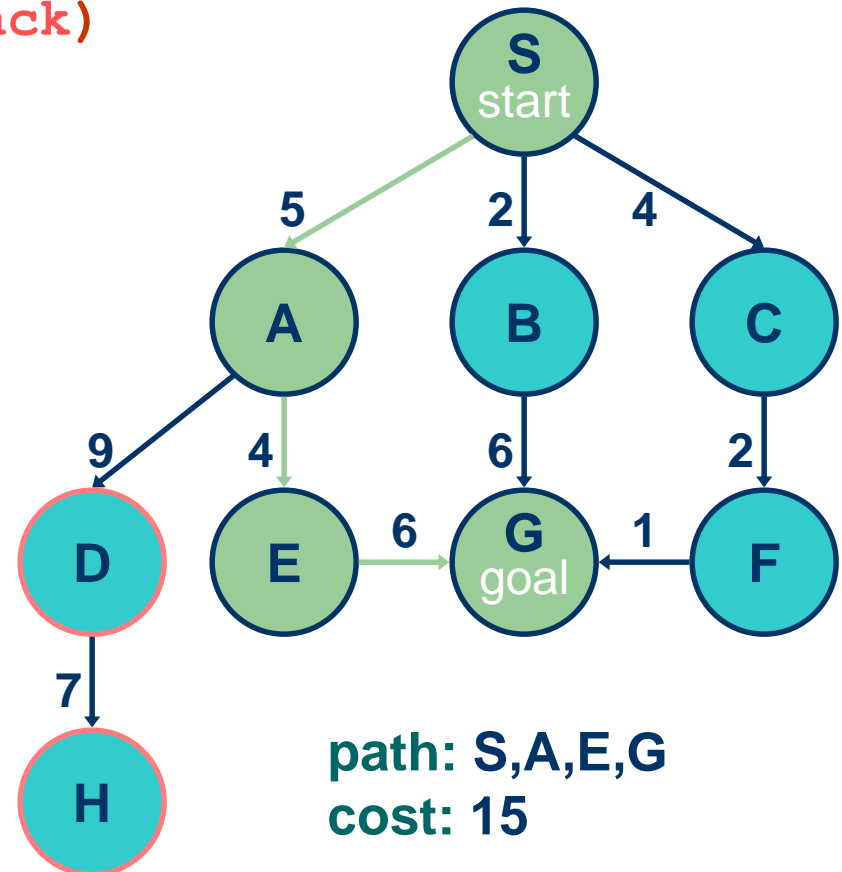 ack)
S
start
5 2 4
A B C
9 4 6 2
D E 6 G 1 F
goal
7
H
path: S,A,E,G
cost: 15